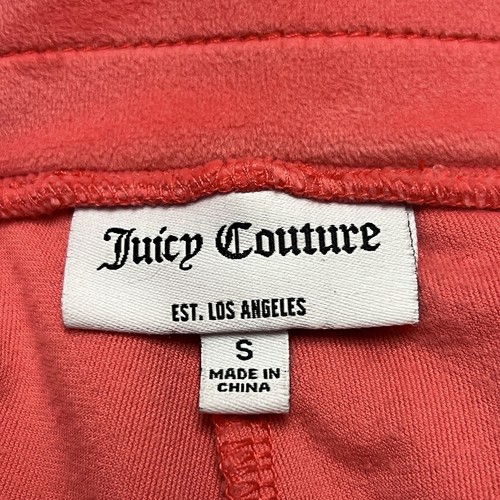 Juicy Couture
EST. LOS ANGELES
S
MADE IN
CHINA